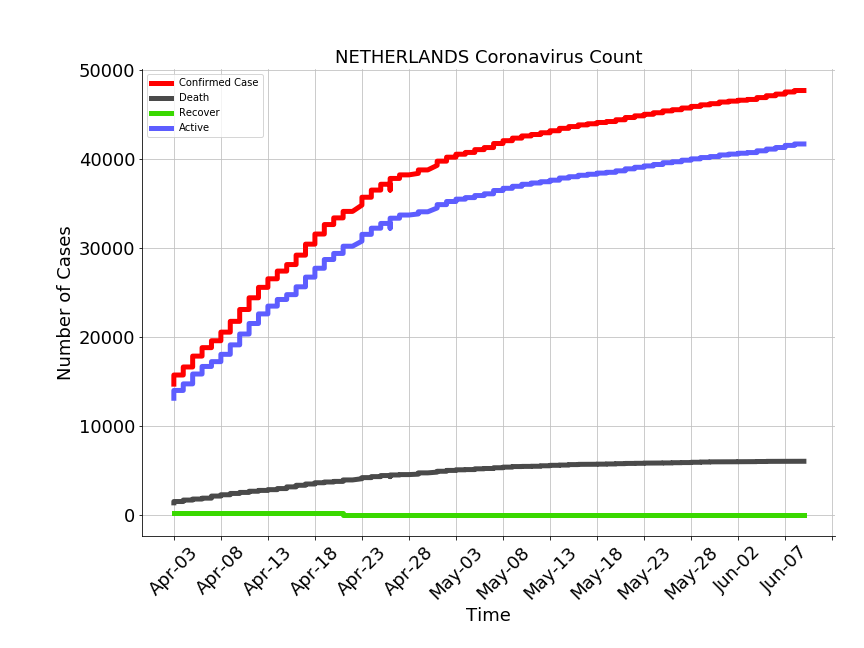 NETHERLANDS Coronavirus Count
Confirmed Case
Death
Recover
Active
50000
40000
30000
20000
10000
0
Number of Cases
Apr-03
Apr-08
Apr-13
Apr-18
Apr-23
Apr-28
May-03
May-08
May-13
May-18
May-23
May-28
Jun-02
Jun-07
Time